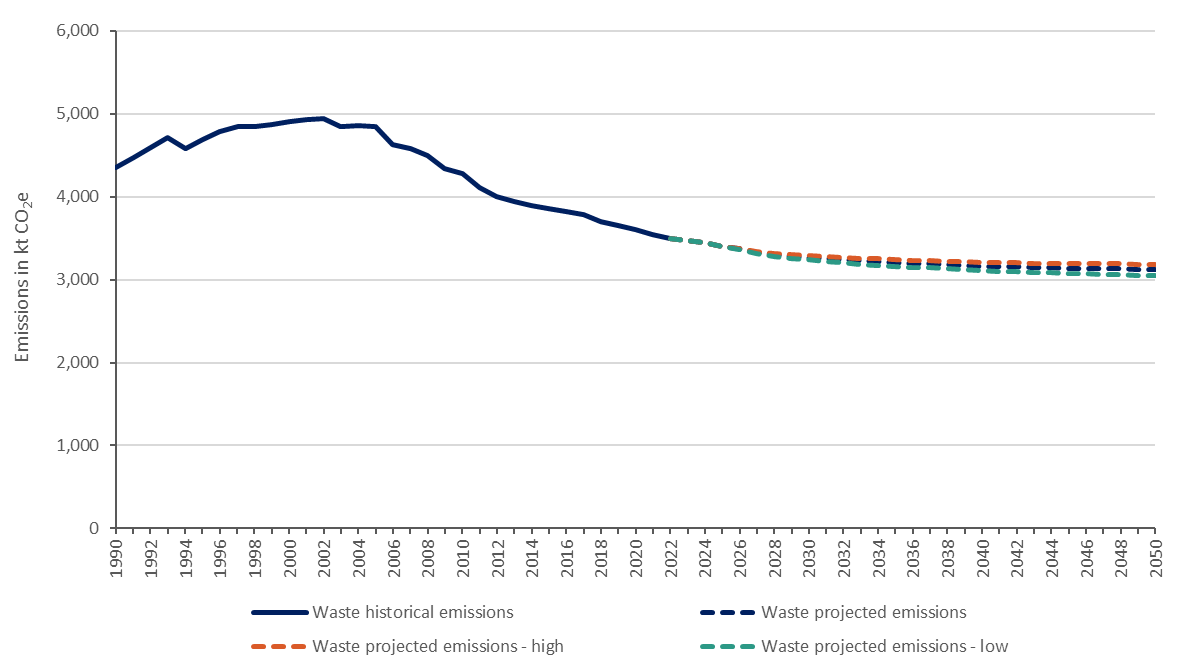 6,000
5,000
4,000
3,000
2,000
1,000
0
Emissions in kt CO₂e
1990 1992 1994 1996 1998 2000 2002 2004 2006 2008 2010 2012 2014 2016 2018 2020 2022 2024 2026 2028 2030 2032 2034 2036 2038 2040 2042 2044 2046 2048 2050
Waste historical emissions
Waste projected emissions
Waste projected emissions - high
Waste projected emissions - low